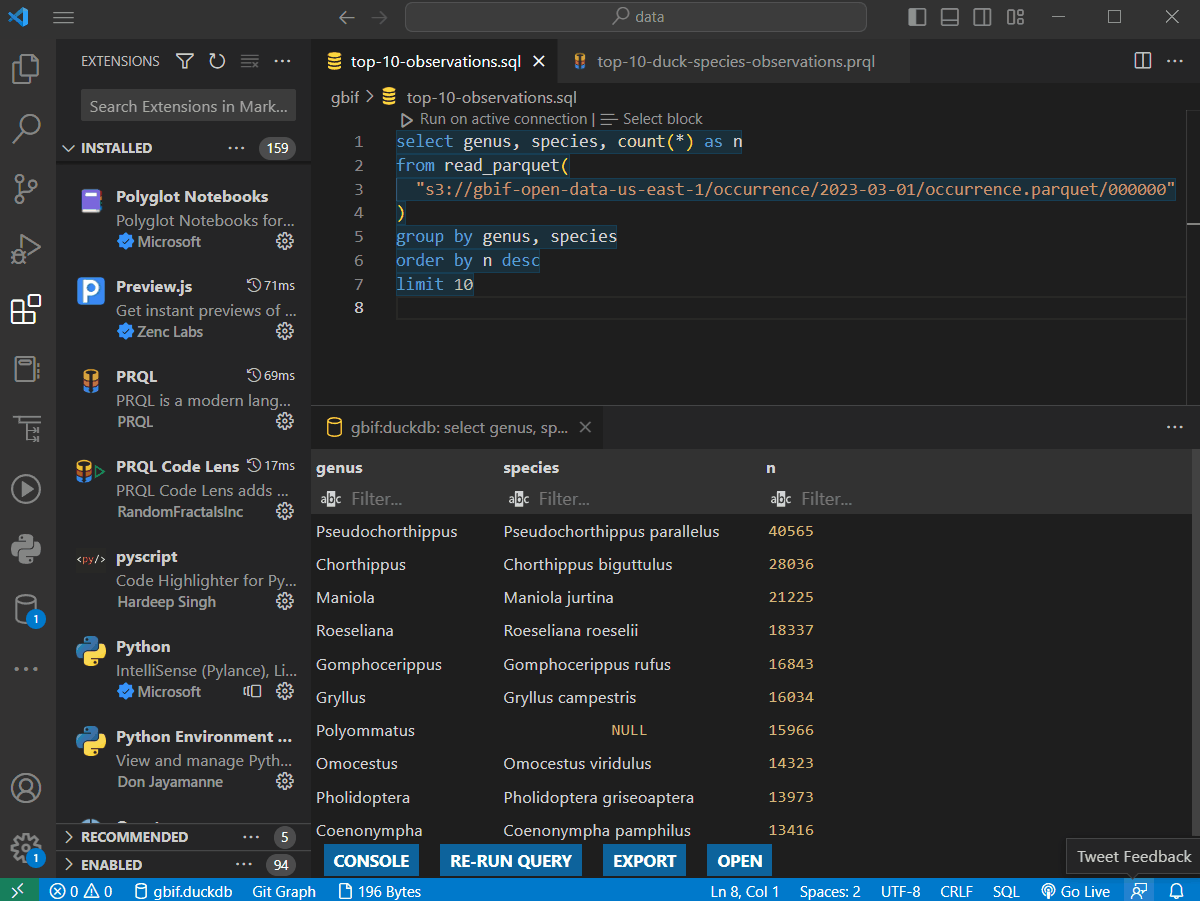 data
EXTENSIONS
Search Extensions in Mark...
INSTALLED 159
Polyglot Notebooks
Polyglot Notebooks for...
Microsoft
Preview.js 71ms
Get instant previews of ...
Zenc Labs
PRQL 69ms
PRQL is a modern lang...
PRQL
PRQL Code Lens 17ms
PRQL Code Lens adds ...
RandomFractalsInc
<py/> pyscript
Code Highlighter for Py...
Hardeep Singh
Python
IntelliSense (Pylance), Li...
Microsoft
Python Environment ...
View and manage Pyth...
Don Jayamanne
RECOMMENDED 5
ENABLED 94
1
1
top-10-observations.sql
top-10-duck-species-observations.prql
gbif > top-10-observations.sql
Run on active connection | Select block
1 select genus, species, count(*) as n
2 from read_parquet(
3 "s3://gbif-open-data-us-east-1/occurrence/2023-03-01/occurrence.parquet/000000"
4 )
5 group by genus, species
6 order by n desc
7 limit 10
8
gbif:duckdb: select genus, sp...
genus species n
abc Filter... abc Filter... abc Filter...
Pseudochorthippus Pseudochorthippus parallelus 40565
Chorthippus Chorthippus biguttulus 28036
Maniola Maniola jurtina 21225
Roeseliana Roeseliana roeselii 18337
Gomphocerippus Gomphocerippus rufus 16843
Gryllus Gryllus campestris 16034
Polyommatus NULL 15966
Omocestus Omocestus viridulus 14323
Pholidoptera Pholidoptera griseoaptera 13973
Coenonympha Coenonympha pamphilus 13416
CONSOLE RE-RUN QUERY EXPORT OPEN
Tweet Feedback
0 0 gbif.duckdb Git Graph 196 Bytes Ln 8, Col 1 Spaces: 2 UTF-8 CRLF SQL Go Live